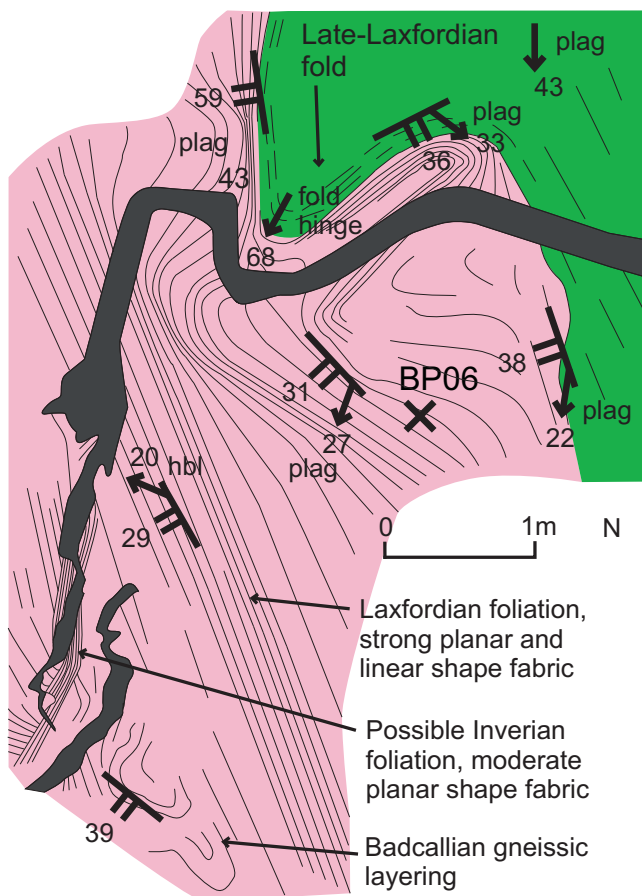 Late-Laxfordian
fold
plag
43
59
plag
33
36
plag
43
fold
hinge
68
38
BP06
31
27
plag
22
plag
20
hbl
29
0
1m
N
Laxfordian foliation,
strong planar and
linear shape fabric
Possible Inverian
foliation, moderate
planar shape fabric
39
Badcallian gneissic
layering